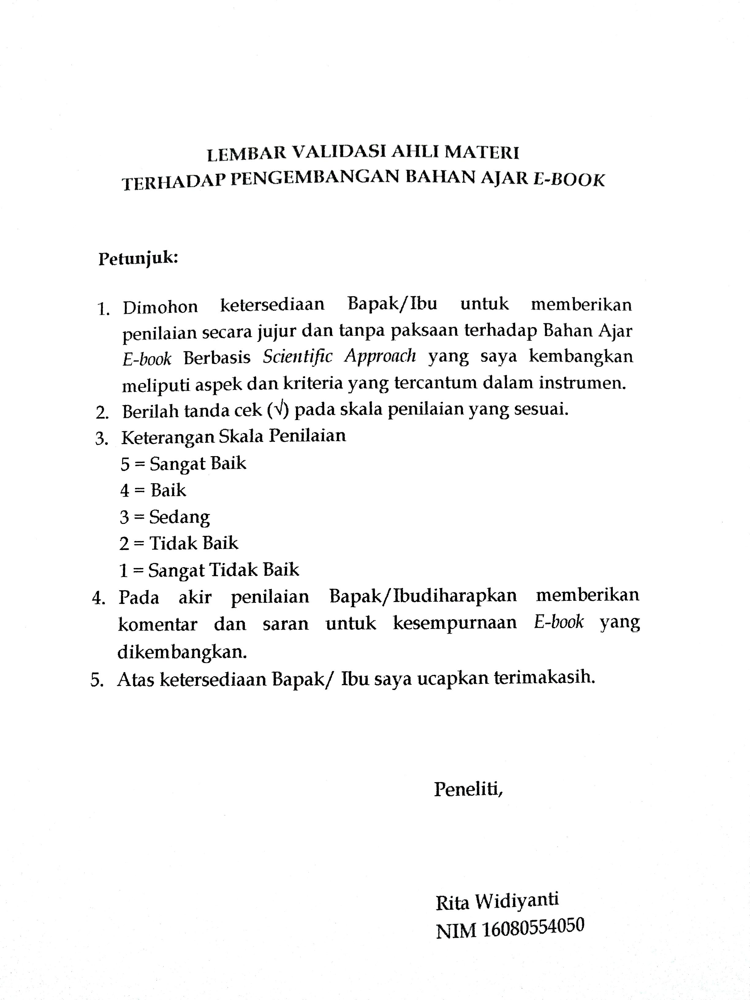 LEMBAR VALIDASI AHLI MATERI
TERHADAP PENGEMBANGAN BAHAN AJAR E-BOOK
Petunjuk:
1. Dimohon ketersediaan Bapak/Ibu untuk memberikan
penilaian secara jujur dan tanpa paksaan terhadap Bahan Ajar
E-book Berbasis Scientific Approach yang saya kembangkan
meliputi aspek dan kriteria yang tercantum dalam instrumen.
2. Berilah tanda cek (√) pada skala penilaian yang sesuai.
3. Keterangan Skala Penilaian
5 = Sangat Baik
4 = Baik
3 = Sedang
2 = Tidak Baik
1 = Sangat Tidak Baik
4. Pada akir penilaian Bapak/Ibudiharapkan memberikan
komentar dan saran untuk kesempurnaan E-book yang
dikembangkan.
5. Atas ketersediaan Bapak/ Ibu saya ucapkan terimakasih.
Peneliti,
Rita Widiyanti
NIM 16080554050